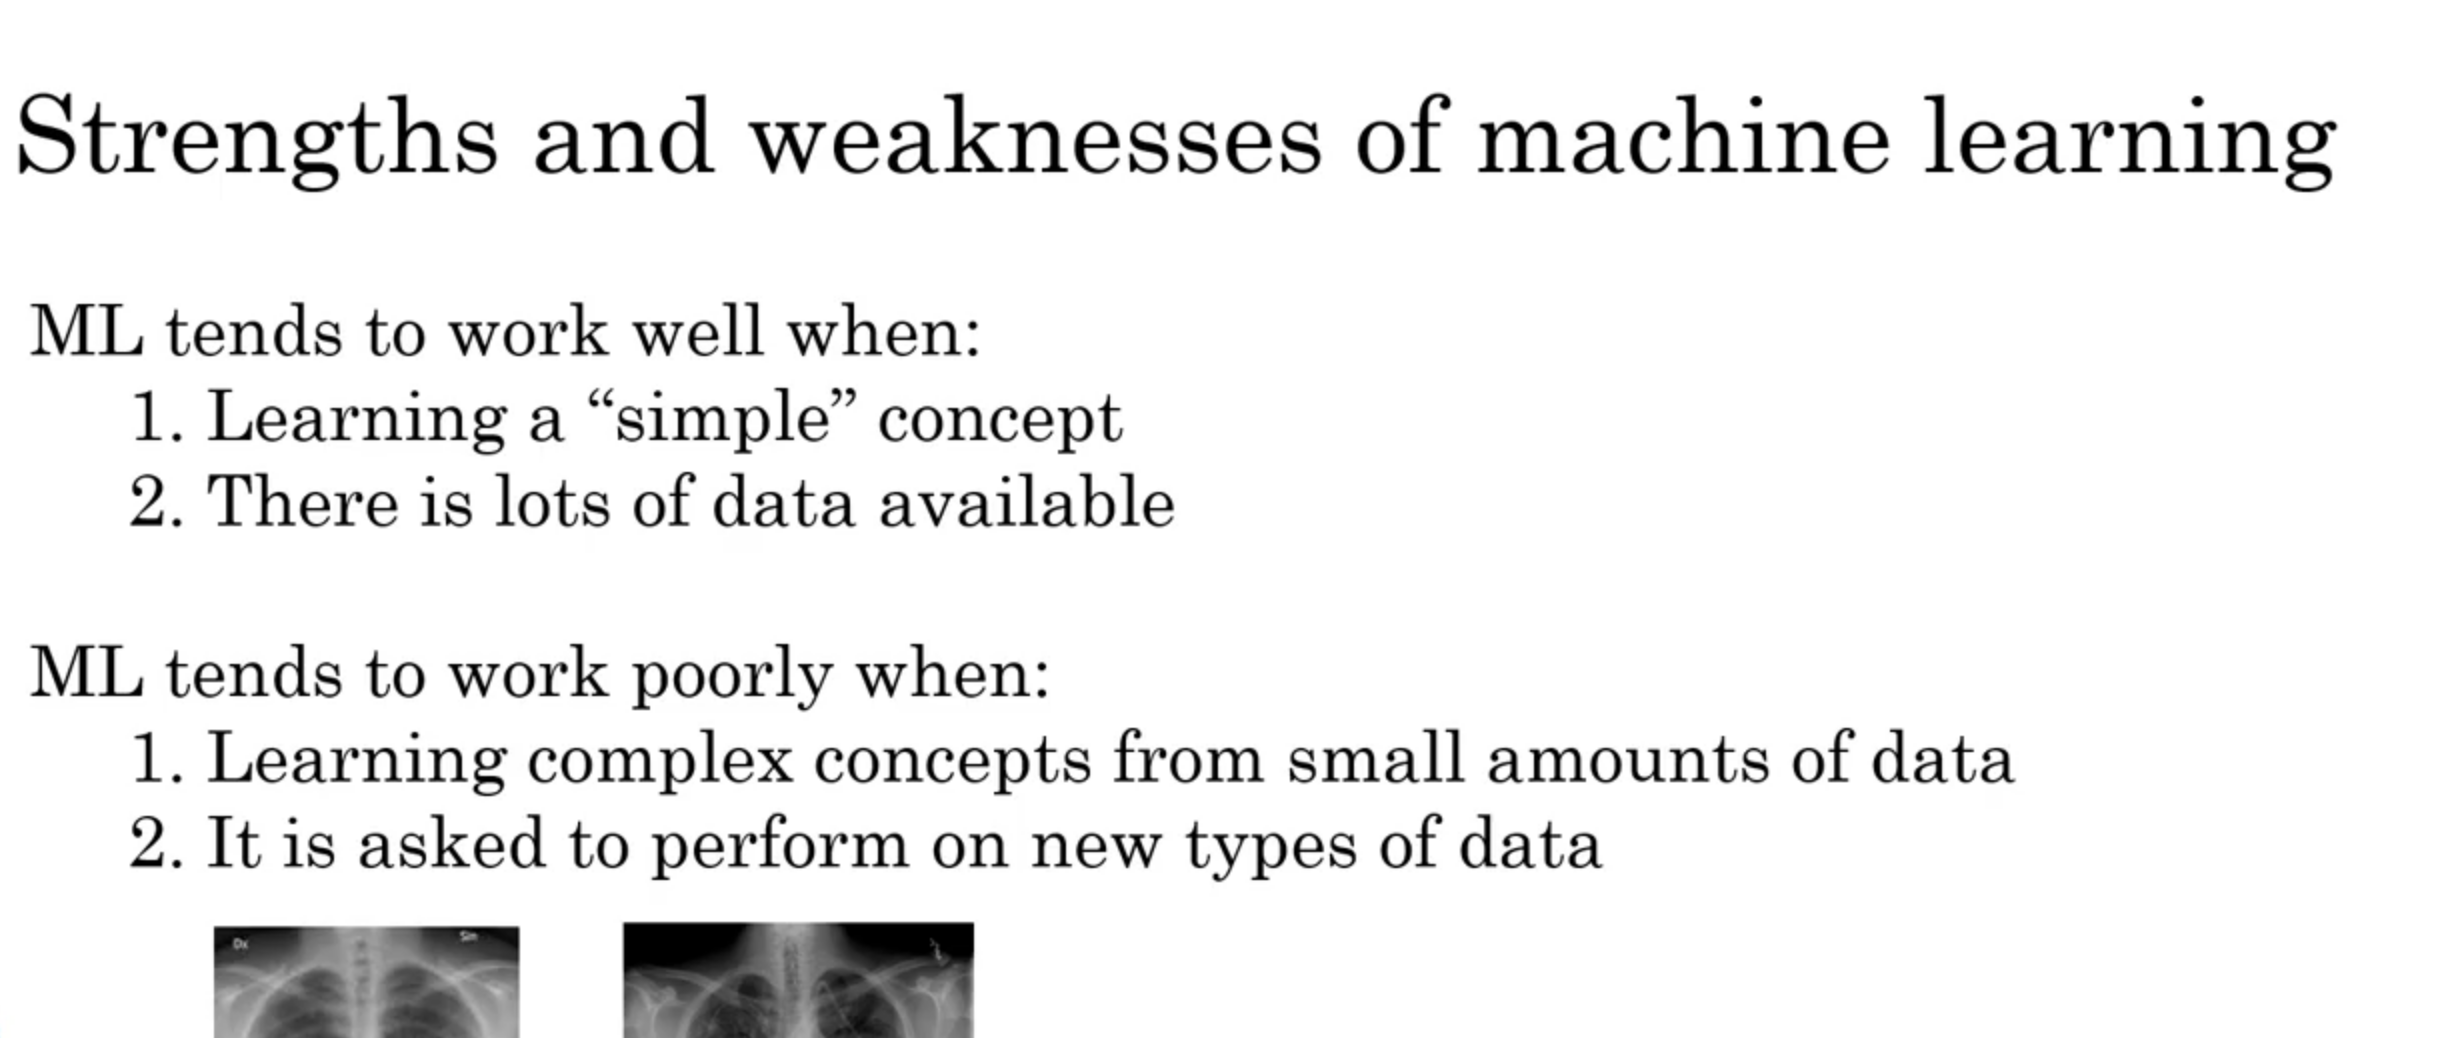 Strengths and weaknesses of machine learning
ML tends to work well when:
1. Learning a “simple” concept
2. There is lots of data available
ML tends to work poorly when:
1. Learning complex concepts from small amounts of data
2. It is asked to perform on new types of data
Dx Sin